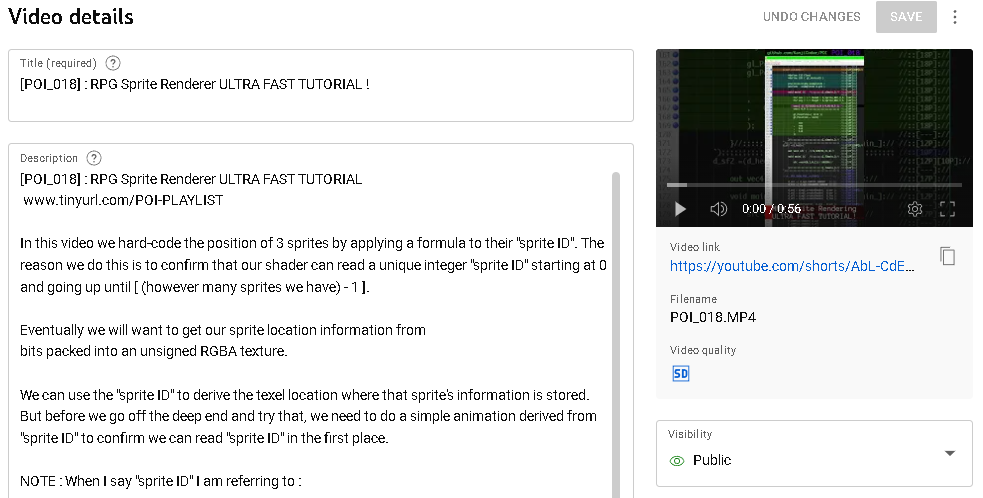 Video details
UNDO CHANGES
SAVE
Title (required)
[POI_018] : RPG Sprite Renderer ULTRA FAST TUTORIAL !
Description
[POI_018] : RPG Sprite Renderer ULTRA FAST TUTORIAL
www.tinyurl.com/POI-PLAYLIST
In this video we hard-code the position of 3 sprites by applying a formula to their "sprite ID". The
reason we do this is to confirm that our shader can read a unique integer "sprite ID" starting at 0
and going up until [ (however many sprites we have) - 1 ].
Eventually we will want to get our sprite location information from
bits packed into an unsigned RGBA texture.
We can use the "sprite ID" to derive the texel location where that sprite's information is stored.
But before we go off the deep end and try that, we need to do a simple animation derived from
"sprite ID" to confirm we can read "sprite ID" in the first place.
NOTE : When I say "sprite ID" I am referring to :
0:00 / 0:56
ULTRA FAST TUTORIAL!
Video link
https://youtube.com/shorts/AbL-CdE...
Filename
POI_018.MP4
Video quality
SD
Visibility
Public